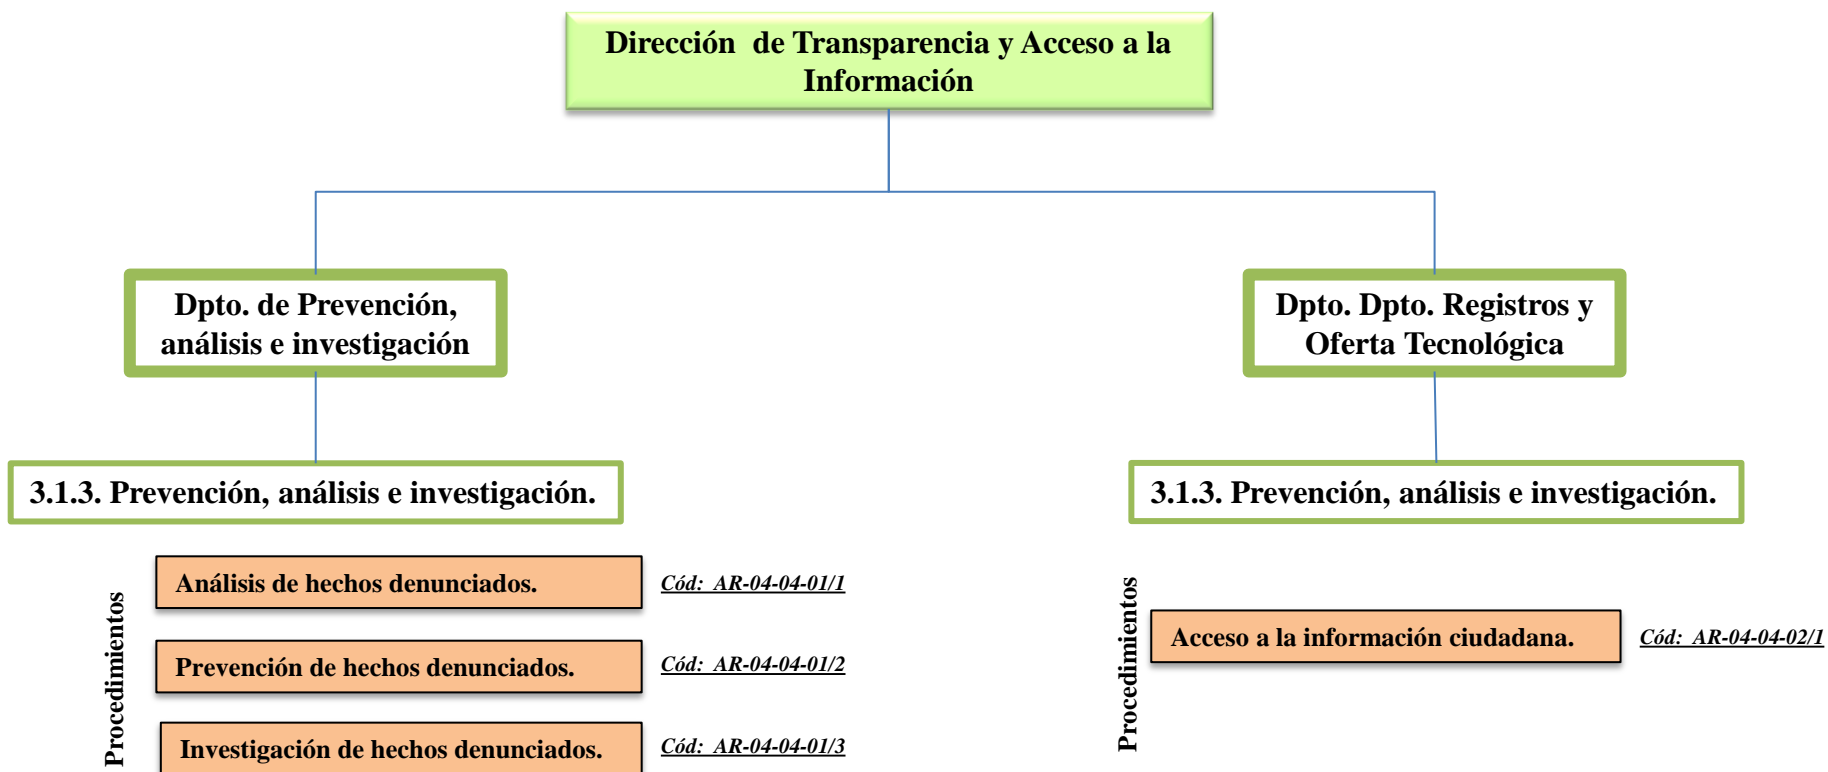 Dirección  de Transparencia y Acceso a la
Información
Dpto. de Prevención,
análisis e investigación
Dpto. Dpto. Registros y
Oferta Tecnológica
3.1.3. Prevención, análisis e investigación.
3.1.3. Prevención, análisis e investigación.
Procedimientos
Análisis de hechos denunciados.
Cód:  AR-04-04-01/1
Prevención de hechos denunciados.
Cód:  AR-04-04-01/2
Investigación de hechos denunciados.
Cód:  AR-04-04-01/3
Procedimientos
Acceso a la información ciudadana.
Cód:  AR-04-04-02/1